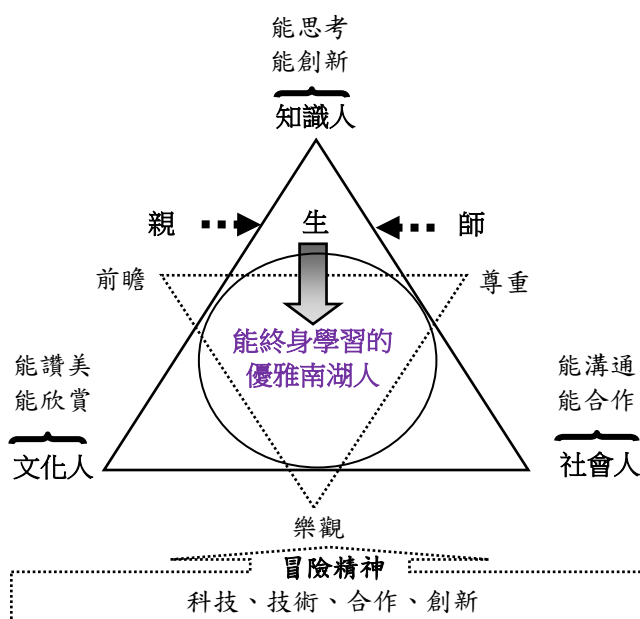 能思考
能創新
知識人
親 生 師
前瞻 尊重
能終身學習的
優雅南湖人
能讚美 能溝通
能欣賞 能合作
文化人 社會人
樂觀
冒險精神
科技、技術、合作、創新